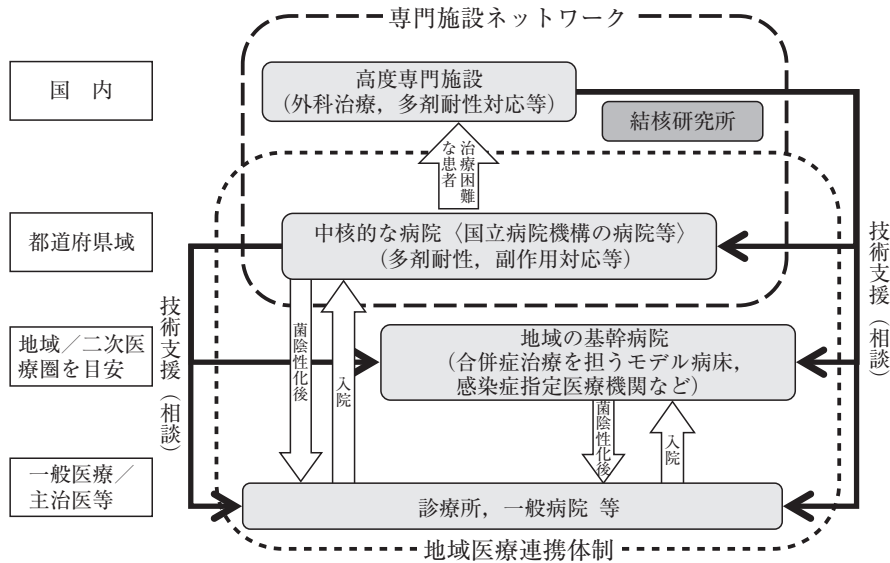 専門施設ネットワーク
国 内
高度専門施設
（外科治療，多剤耐性対応等）
結核研究所
治療困難
な患者
都道府県域
中核的な病院〈国立病院機構の病院等〉
（多剤耐性，副作用対応等）
技術支援（相談）
技術支援（相談）
地域／二次医
療圏を目安
菌陰性化後
入院
地域の基幹病院
（合併症治療を担うモデル病床，
感染症指定医療機関など）
菌陰性化後
入院
一般医療／
主治医等
診療所，一般病院 等
地域医療連携体制